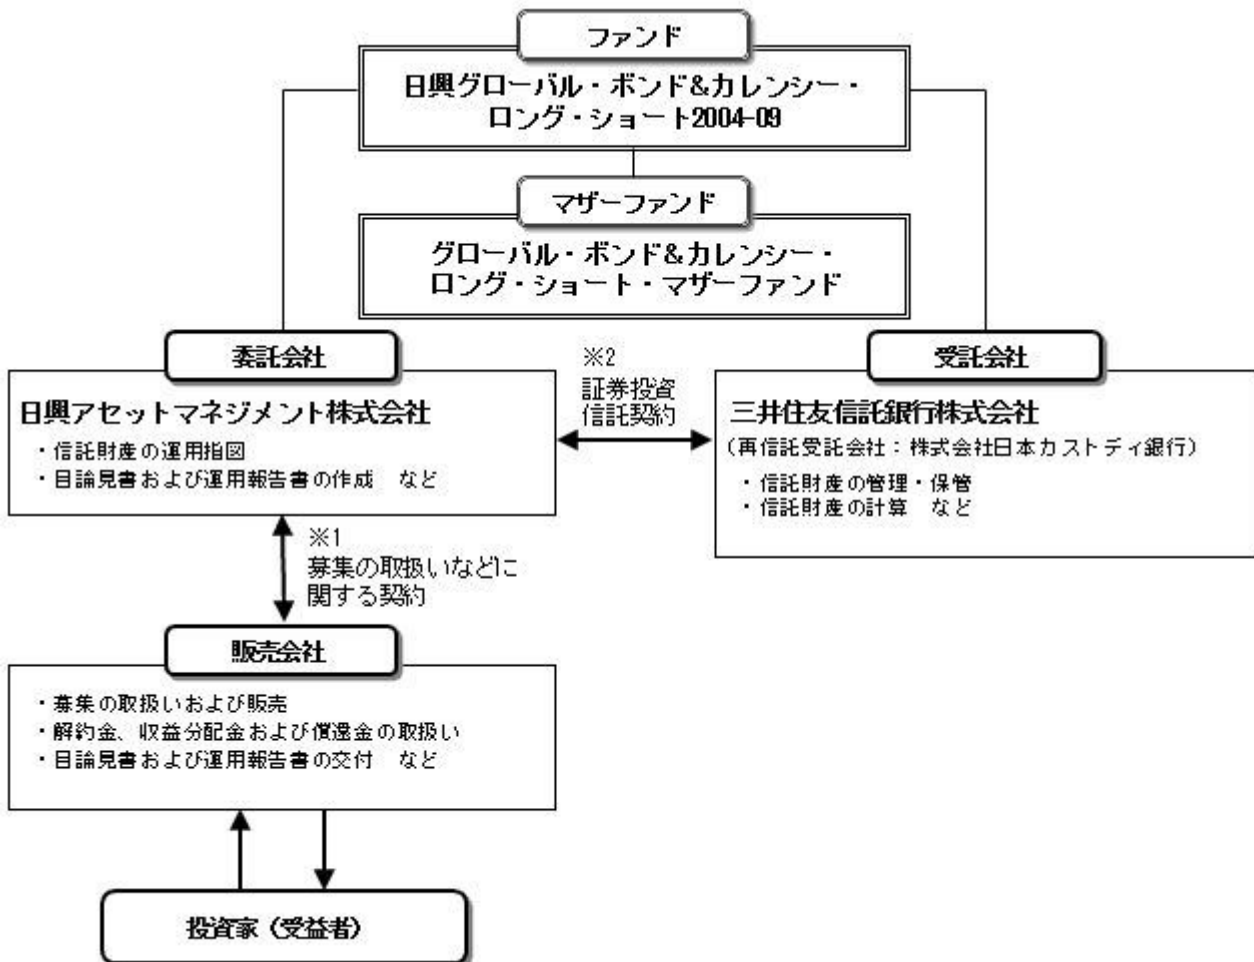 ファンド
日興グローバル・ボンド&カレンシー・
ロング・ショート2004-09
マザーファンド
グローバル・ボンド&カレンシー・
ロング・ショート・マザーファンド
委託会社
日興アセットマネジメント株式会社
・信託財産の運用指図
・目論見書および運用報告書の作成 など
※2
証券投資
信託契約
受託会社
三井住友信託銀行株式会社
(再信託受託会社：株式会社日本カストディ銀行)
・信託財産の管理・保管
・信託財産の計算 など
※1
募集の取扱いなどに
関する契約
販売会社
・募集の取扱いおよび販売
・解約金、収益分配金および償還金の取扱い
・目論見書および運用報告書の交付 など
投資家（受益者）